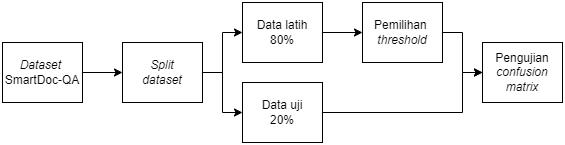 Dataset
SmartDoc-QA
Split
dataset
Data latih
80%
Pemilihan
threshold
Data uji
20%
Pengujian
confusion
matrix